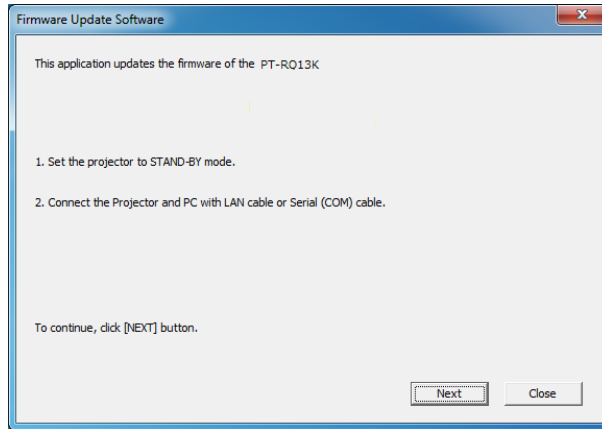 Firmware Update Software
This application updates the firmware of the PT-RQ13K
1. Set the projector to STAND-BY mode.
2. Connect the Projector and PC with LAN cable or Serial (COM) cable.
To continue, click [NEXT] button.
Next
Close